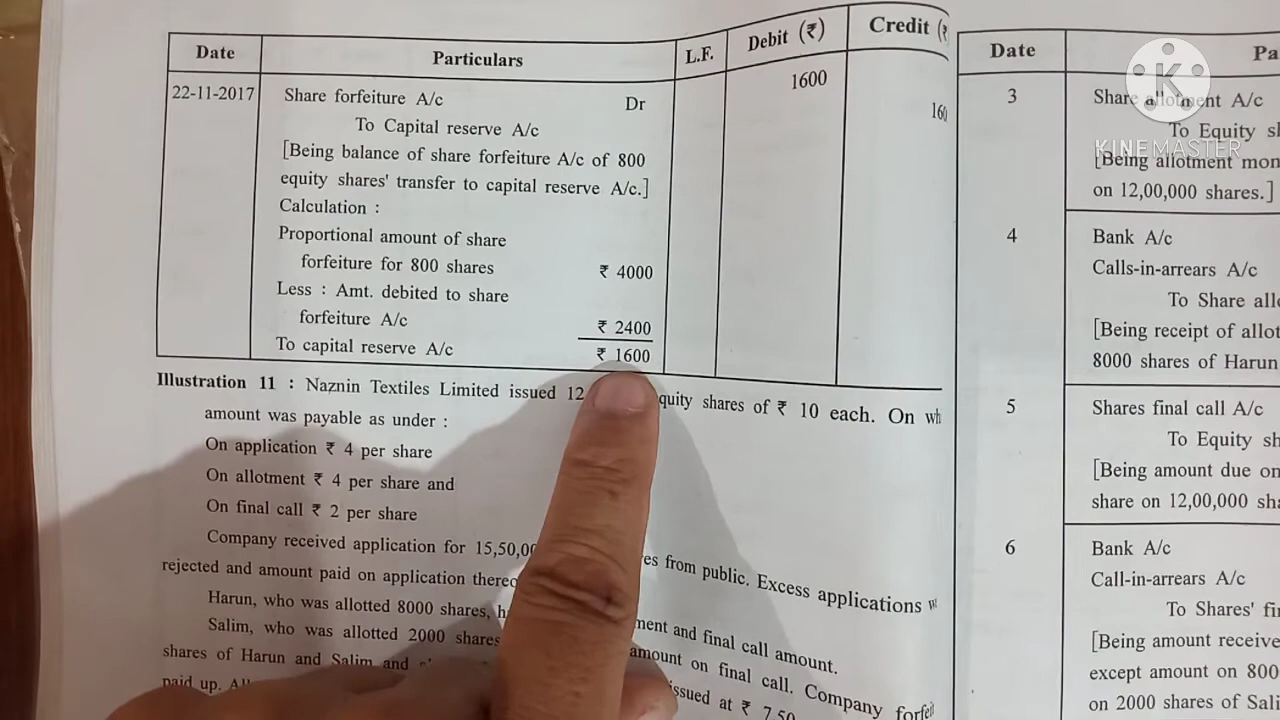 Date Particulars L.F. Debit (₹) Credit (₹
22-11-2017 Share forfeiture A/c Dr 1600
To Capital reserve A/c 160
[Being balance of share forfeiture A/c of 800
equity shares' transfer to capital reserve A/c.]
Calculation :
Proportional amount of share
forfeiture for 800 shares ₹ 4000
Less : Amt. debited to share
forfeiture A/c ₹ 2400
To capital reserve A/c ₹ 1600
Illustration 11 : Naznin Textiles Limited issued 12 quity shares of ₹ 10 each. On wh
amount was payable as under :
On application ₹ 4 per share
On allotment ₹ 4 per share and
On final call ₹ 2 per share
Company received application for 15,50,00 es from public. Excess applications w
rejected and amount paid on application thereo
Harun, who was allotted 8000 shares, ment and final call amount.
Salim, who was allotted 2000 shares amount on final call. Company forfei
shares of Harun and Salim and issued at ₹ 7.50
paid up.
Date Pa
3 Share allotment A/c
To Equity sh
[Being allotment mon
on 12,00,000 shares.]
4 Bank A/c
Calls-in-arrears A/c
To Share allo
[Being receipt of allot
8000 shares of Harun
5 Shares final call A/c
To Equity sh
[Being amount due on
share on 12,00,000 sha
6 Bank A/c
Call-in-arrears A/c
To Shares' fi
[Being amount receive
except amount on 800
on 2000 shares of Sali
K
KINEMASTER